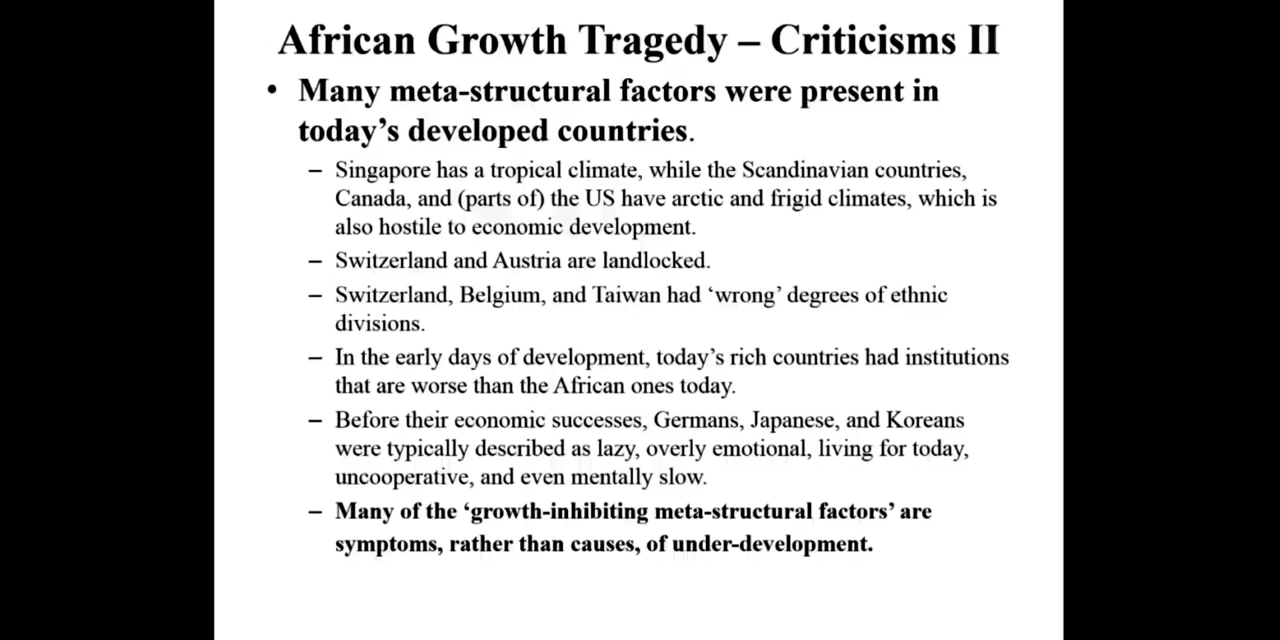 African Growth Tragedy – Criticisms II
• Many meta-structural factors were present in
today’s developed countries.
– Singapore has a tropical climate, while the Scandinavian countries,
Canada, and (parts of) the US have arctic and frigid climates, which is
also hostile to economic development.
– Switzerland and Austria are landlocked.
– Switzerland, Belgium, and Taiwan had ‘wrong’ degrees of ethnic
divisions.
– In the early days of development, today’s rich countries had institutions
that are worse than the African ones today.
– Before their economic successes, Germans, Japanese, and Koreans
were typically described as lazy, overly emotional, living for today,
uncooperative, and even mentally slow.
– Many of the ‘growth-inhibiting meta-structural factors’ are
symptoms, rather than causes, of under-development.